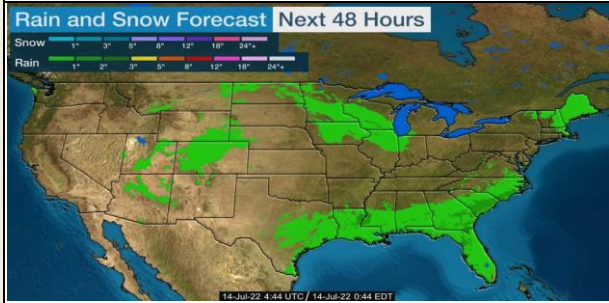 Rain and Snow Forecast Next 48 Hours
Snow
1" 3" 5" 8" 12" 18" 24"+
Rain
1" 2" 3" 5" 8" 12" 18" 24"+
14-Jul-22 4:44 UTC / 14-Jul-22 0:44 EDT